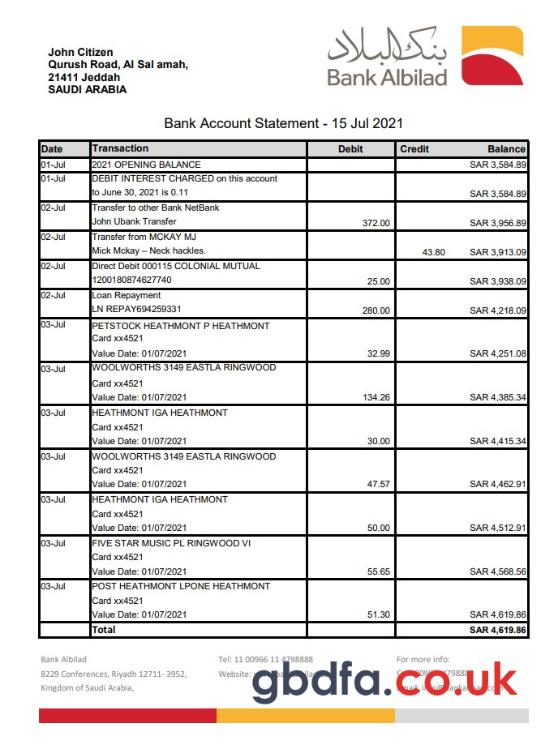 John Citizen
Qurush Road, Al Sal amah,
21411 Jeddah
SAUDI ARABIA
بنك البلاد
Bank Albilad
Bank Account Statement - 15 Jul 2021
Date Transaction Debit Credit Balance
01-Jul 2021 OPENING BALANCE SAR 3,584.89
01-Jul DEBIT INTEREST CHARGED on this account
to June 30, 2021 is 0.11 SAR 3,584.89
02-Jul Transfer to other Bank NetBank
John Ubank Transfer 372.00 SAR 3,956.89
02-Jul Transfer from MCKAY MJ
Mick Mckay – Neck hackles. 43.80 SAR 3,913.09
02-Jul Direct Debit 000115 COLONIAL MUTUAL
1200180874627740 25.00 SAR 3,938.09
02-Jul Loan Repayment
LN REPAY694259331 280.00 SAR 4,218.09
03-Jul PETSTOCK HEATHMONT P HEATHMONT
Card xx4521
Value Date: 01/07/2021 32.99 SAR 4,251.08
03-Jul WOOLWORTHS 3149 EASTLA RINGWOOD
Card xx4521
Value Date: 01/07/2021 134.26 SAR 4,385.34
03-Jul HEATHMONT IGA HEATHMONT
Card xx4521
Value Date: 01/07/2021 30.00 SAR 4,415.34
03-Jul WOOLWORTHS 3149 EASTLA RINGWOOD
Card xx4521
Value Date: 01/07/2021 47.57 SAR 4,462.91
03-Jul HEATHMONT IGA HEATHMONT
Card xx4521
Value Date: 01/07/2021 50.00 SAR 4,512.91
03-Jul FIVE STAR MUSIC PL RINGWOOD VI
Card xx4521
Value Date: 01/07/2021 55.65 SAR 4,568.56
03-Jul POST HEATHMONT LPONE HEATHMONT
Card xx4521
Value Date: 01/07/2021 51.30 SAR 4,619.86
Total SAR 4,619.86
Bank Albilad Tel: 11 00966 11 4798888 For more info:
8229 Conferences, Riyadh 12711- 3952, Website:
Kingdom of Saudi Arabia,
gbdfa.co.uk